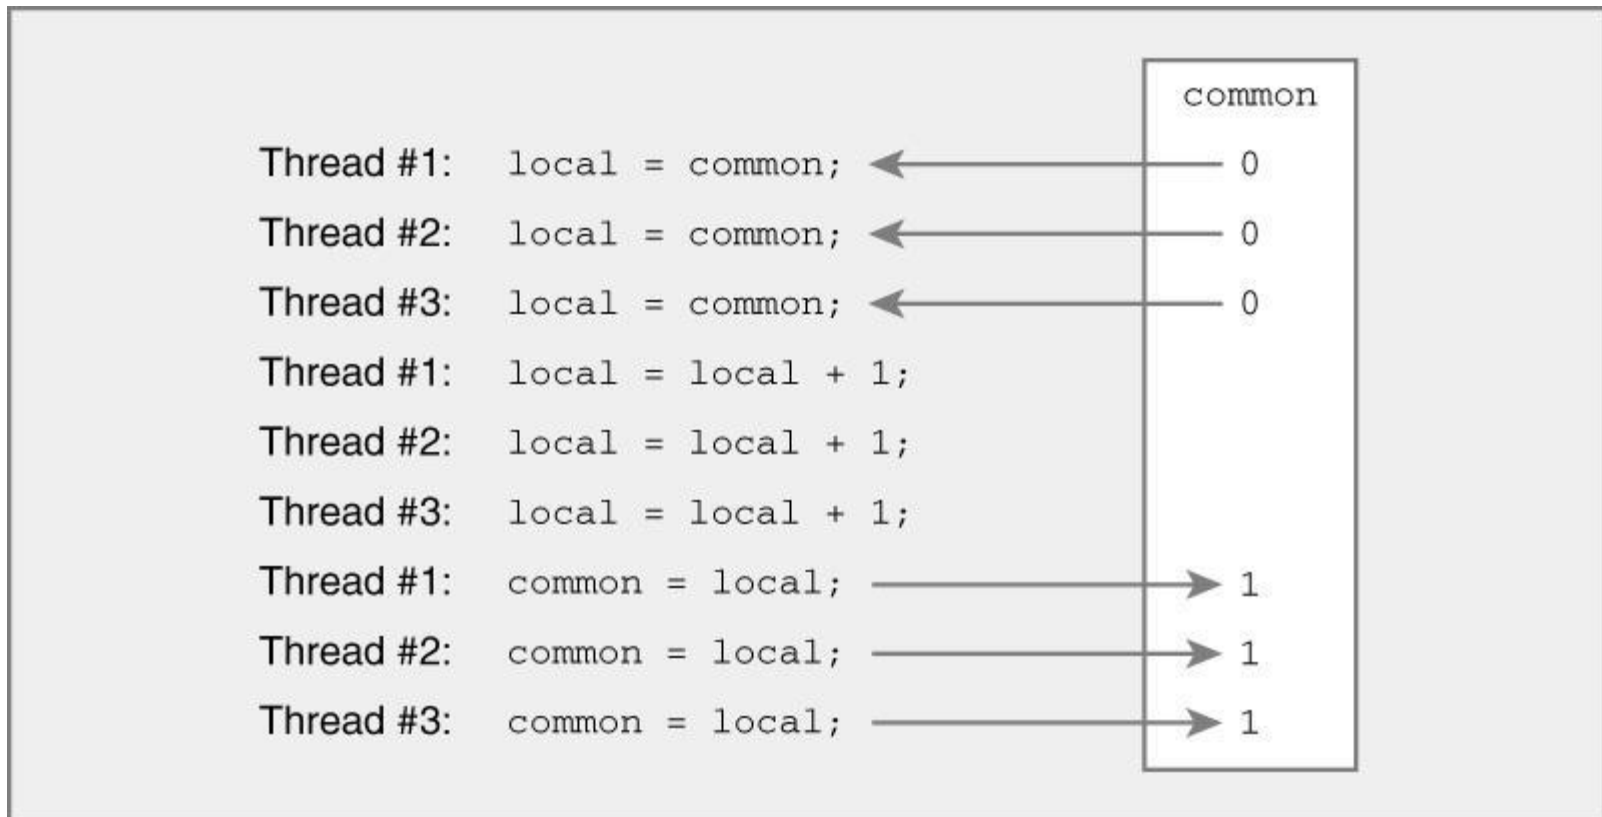 common
Thread #1: local = common; 0
Thread #2: local = common; 0
Thread #3: local = common; 0
Thread #1: local = local + 1;
Thread #2: local = local + 1;
Thread #3: local = local + 1;
Thread #1: common = local; 1
Thread #2: common = local; 1
Thread #3: common = local; 1